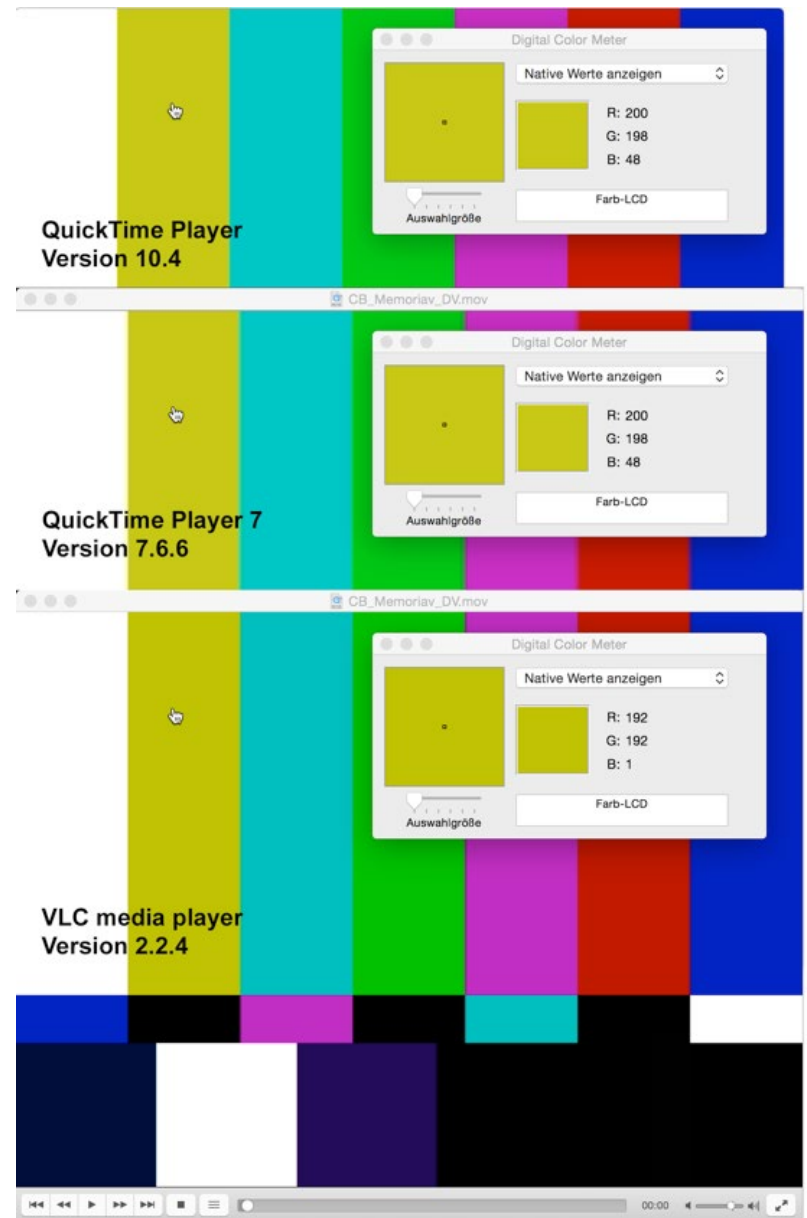 Digital Color Meter
Native Werte anzeigen
R: 200
G: 198
B: 48
Auswahlgröße
Farb-LCD
QuickTime Player
Version 10.4
CB_Memoriav_DV.mov
Digital Color Meter
Native Werte anzeigen
R: 200
G: 198
B: 48
Auswahlgröße
Farb-LCD
QuickTime Player 7
Version 7.6.6
CB_Memoriav_DV.mov
Digital Color Meter
Native Werte anzeigen
R: 192
G: 192
B: 1
Auswahlgröße
Farb-LCD
VLC media player
Version 2.2.4
00:00